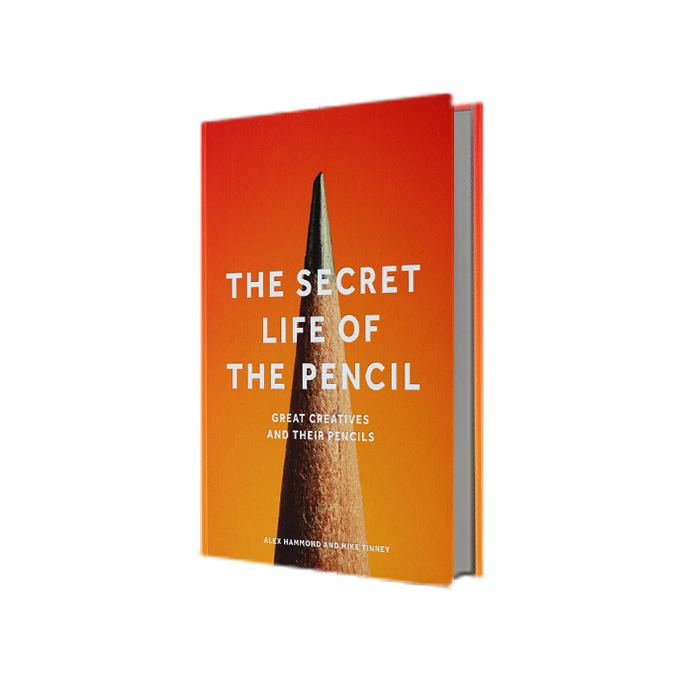 THE SECRET
LIFE OF
THE PENCIL
GREAT CREATIVES
AND THEIR PENCILS
ALEX HAMMOND AND MIKE TINNEY